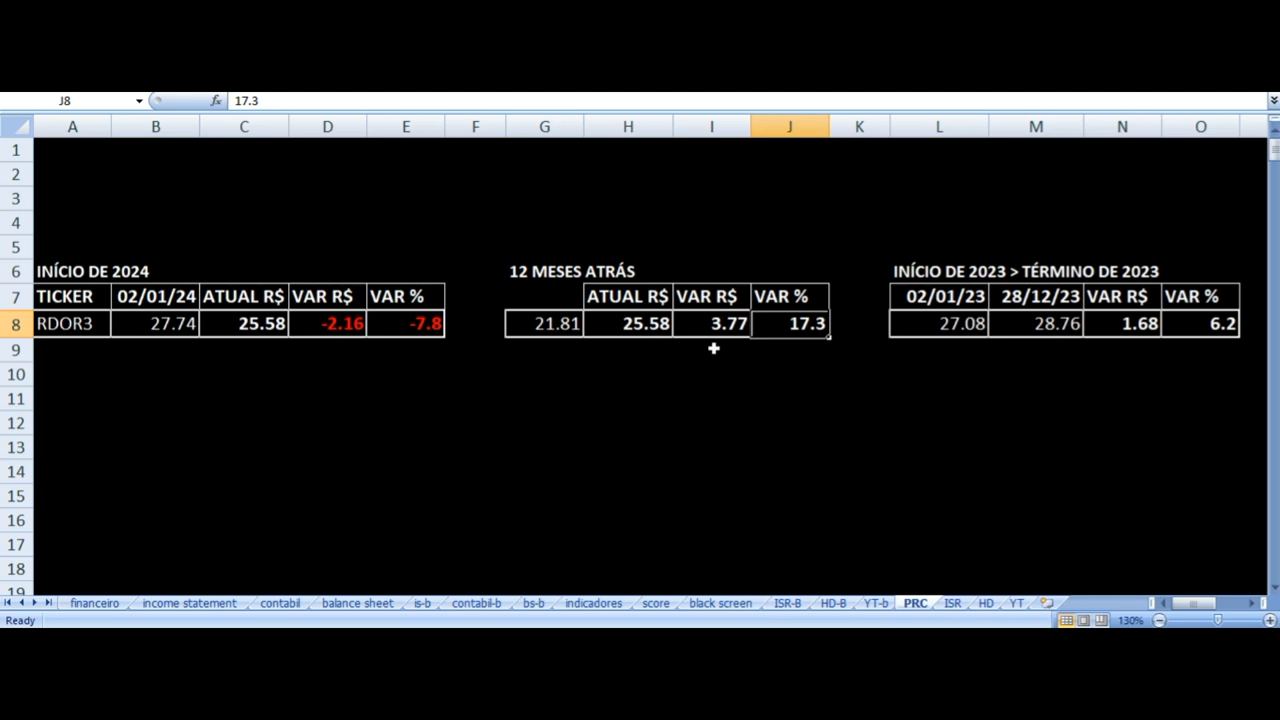 J8 fx 17.3
A B C D E F G H I J K L M N O
1
2
3
4
5
6 INÍCIO DE 2024 12 MESES ATRÁS INÍCIO DE 2023 > TÉRMINO DE 2023
7 TICKER 02/01/24 ATUAL R$ VAR R$ VAR % ATUAL R$ VAR R$ VAR % 02/01/23 28/12/23 VAR R$ VAR %
8 RDOR3 27.74 25.58 -2.16 -7.8 21.81 25.58 3.77 17.3 27.08 28.76 1.68 6.2
9
10
11
12
13
14
15
16
17
18
19
financeiro income statement contabil balance sheet is-b contabil-b bs-b indicadores score black screen ISR-B HD-B YT-b PRC ISR HD YT
Ready 130%